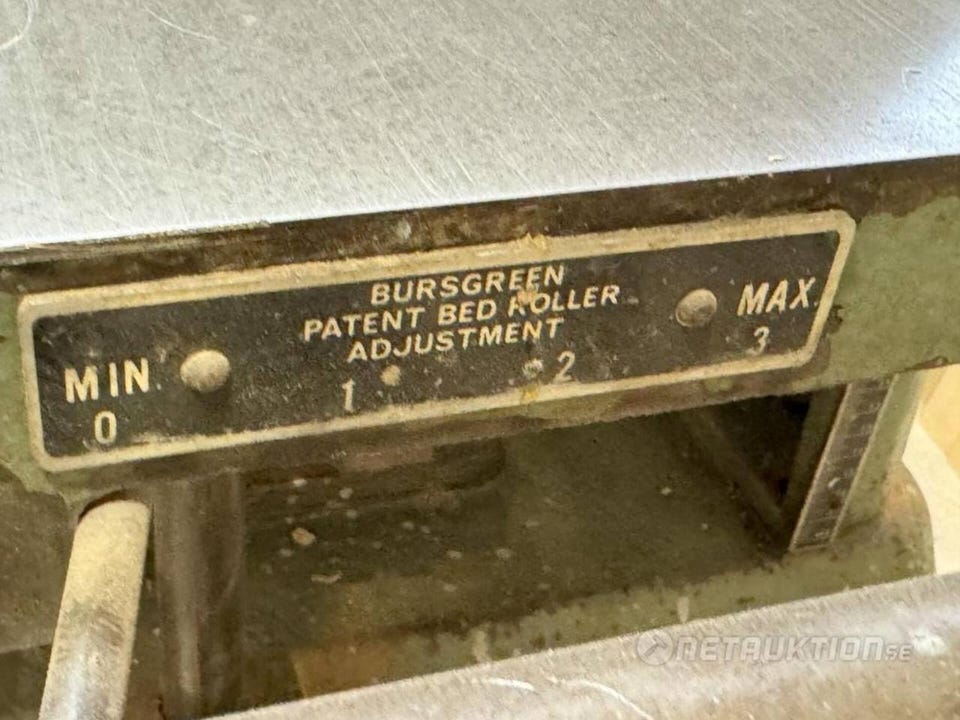 BURSGREEN
PATENT BED ROLLER
ADJUSTMENT
MIN
MAX.
0 1 2 3
NETAUKTION.SE